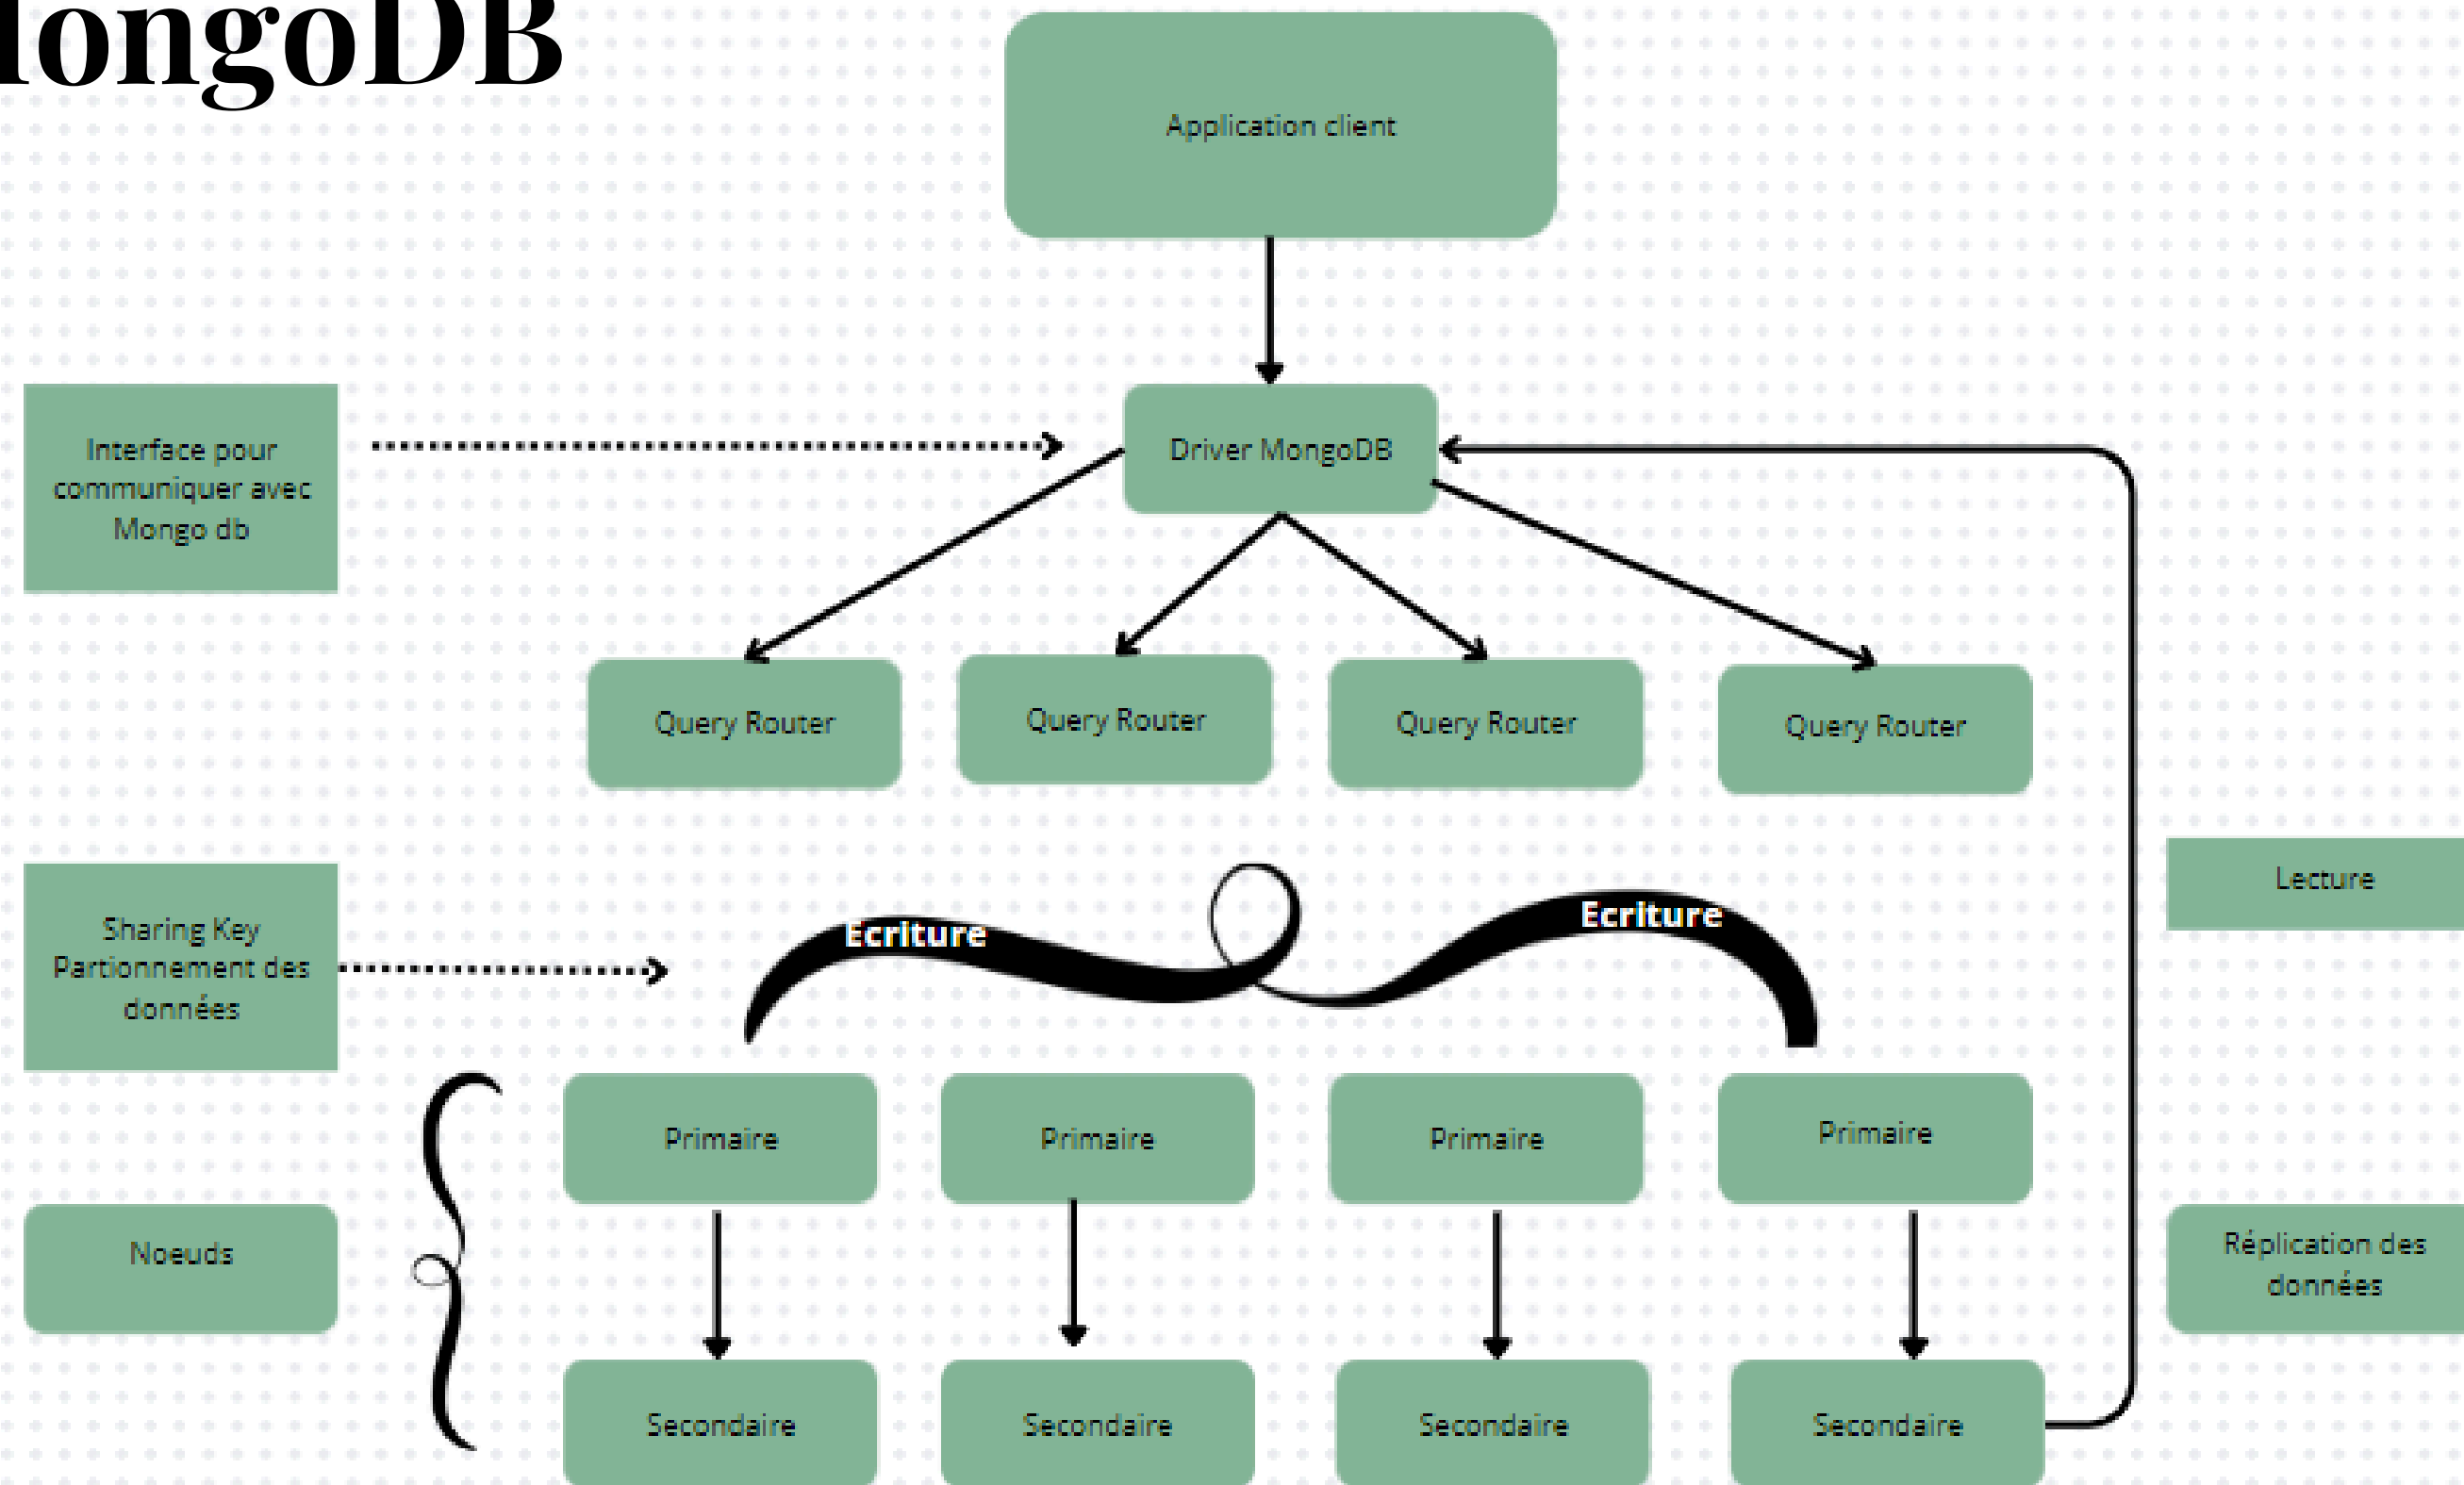 ongoDB
Application client
Interface pour
communiquer avec
Mongo db
Driver MongoDB
Query Router
Query Router
Query Router
Query Router
Lecture
Sharing Key
Partionnement des
données
Ecriture
Ecriture
Primaire
Primaire
Primaire
Primaire
Noeuds
Réplication des
données
Secondaire
Secondaire
Secondaire
Secondaire